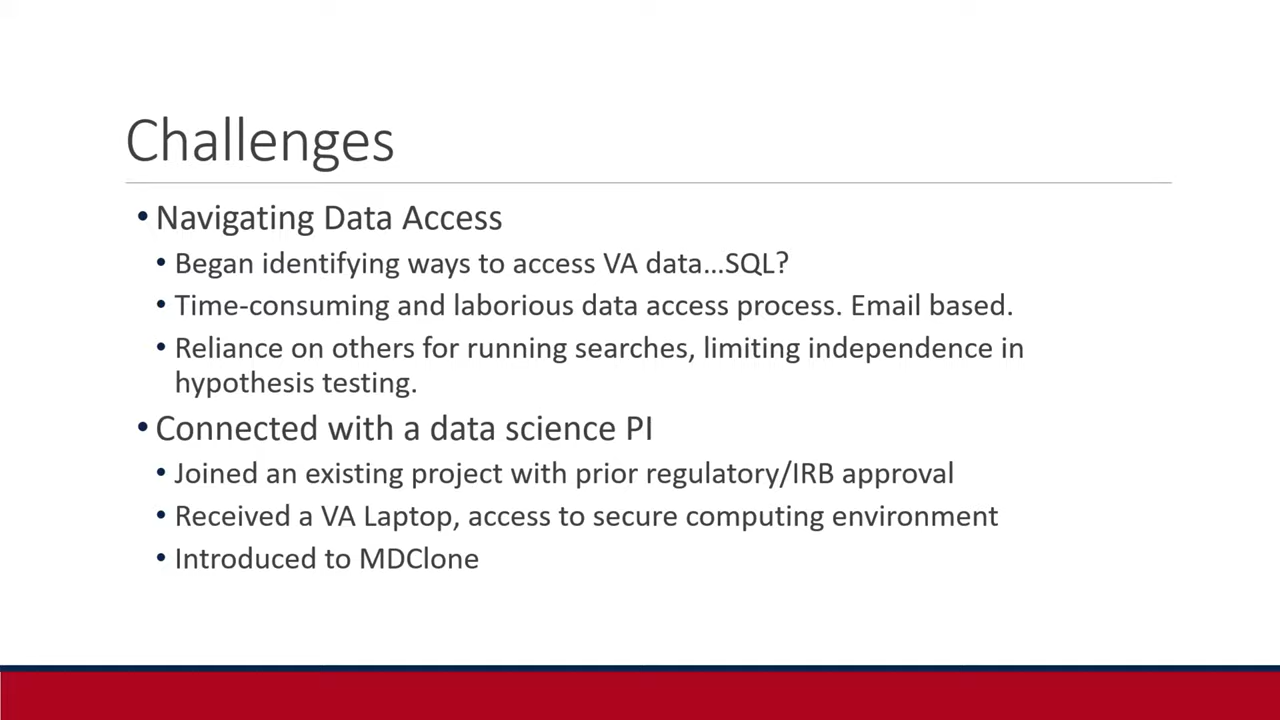 Challenges
• Navigating Data Access
• Began identifying ways to access VA data...SQL?
• Time-consuming and laborious data access process. Email based.
• Reliance on others for running searches, limiting independence in
hypothesis testing.
• Connected with a data science PI
• Joined an existing project with prior regulatory/IRB approval
• Received a VA Laptop, access to secure computing environment
• Introduced to MDClone